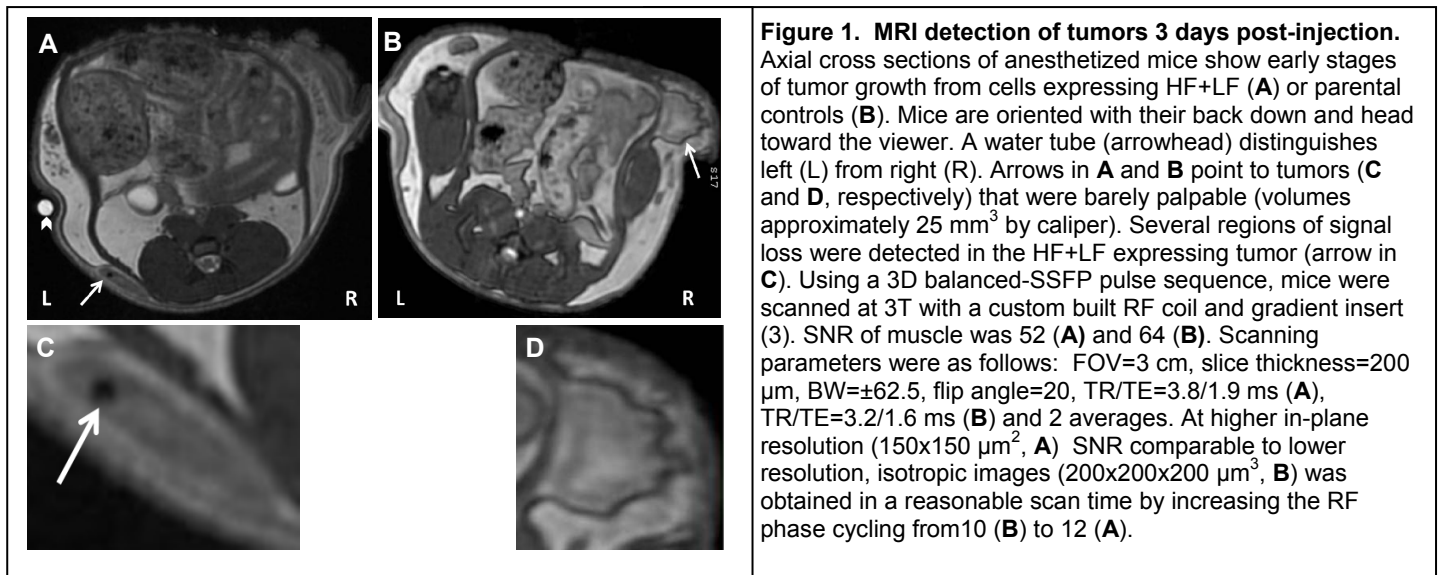 A
B
L
R
L
R
s17
C
D
Figure 1. MRI detection of tumors 3 days post-injection.
Axial cross sections of anesthetized mice show early stages
of tumor growth from cells expressing HF+LF (A) or parental
controls (B). Mice are oriented with their back down and head
toward the viewer. A water tube (arrowhead) distinguishes
left (L) from right (R). Arrows in A and B point to tumors (C
and D, respectively) that were barely palpable (volumes
approximately 25 mm³ by caliper). Several regions of signal
loss were detected in the HF+LF expressing tumor (arrow in
C). Using a 3D balanced-SSFP pulse sequence, mice were
scanned at 3T with a custom built RF coil and gradient insert
(3). SNR of muscle was 52 (A) and 64 (B). Scanning
parameters were as follows: FOV=3 cm, slice thickness=200
µm, BW=±62.5, flip angle=20, TR/TE=3.8/1.9 ms (A),
TR/TE=3.2/1.6 ms (B) and 2 averages. At higher in-plane
resolution (150x150 µm², A) SNR comparable to lower
resolution, isotropic images (200x200x200 µm³, B) was
obtained in a reasonable scan time by increasing the RF
phase cycling from10 (B) to 12 (A).